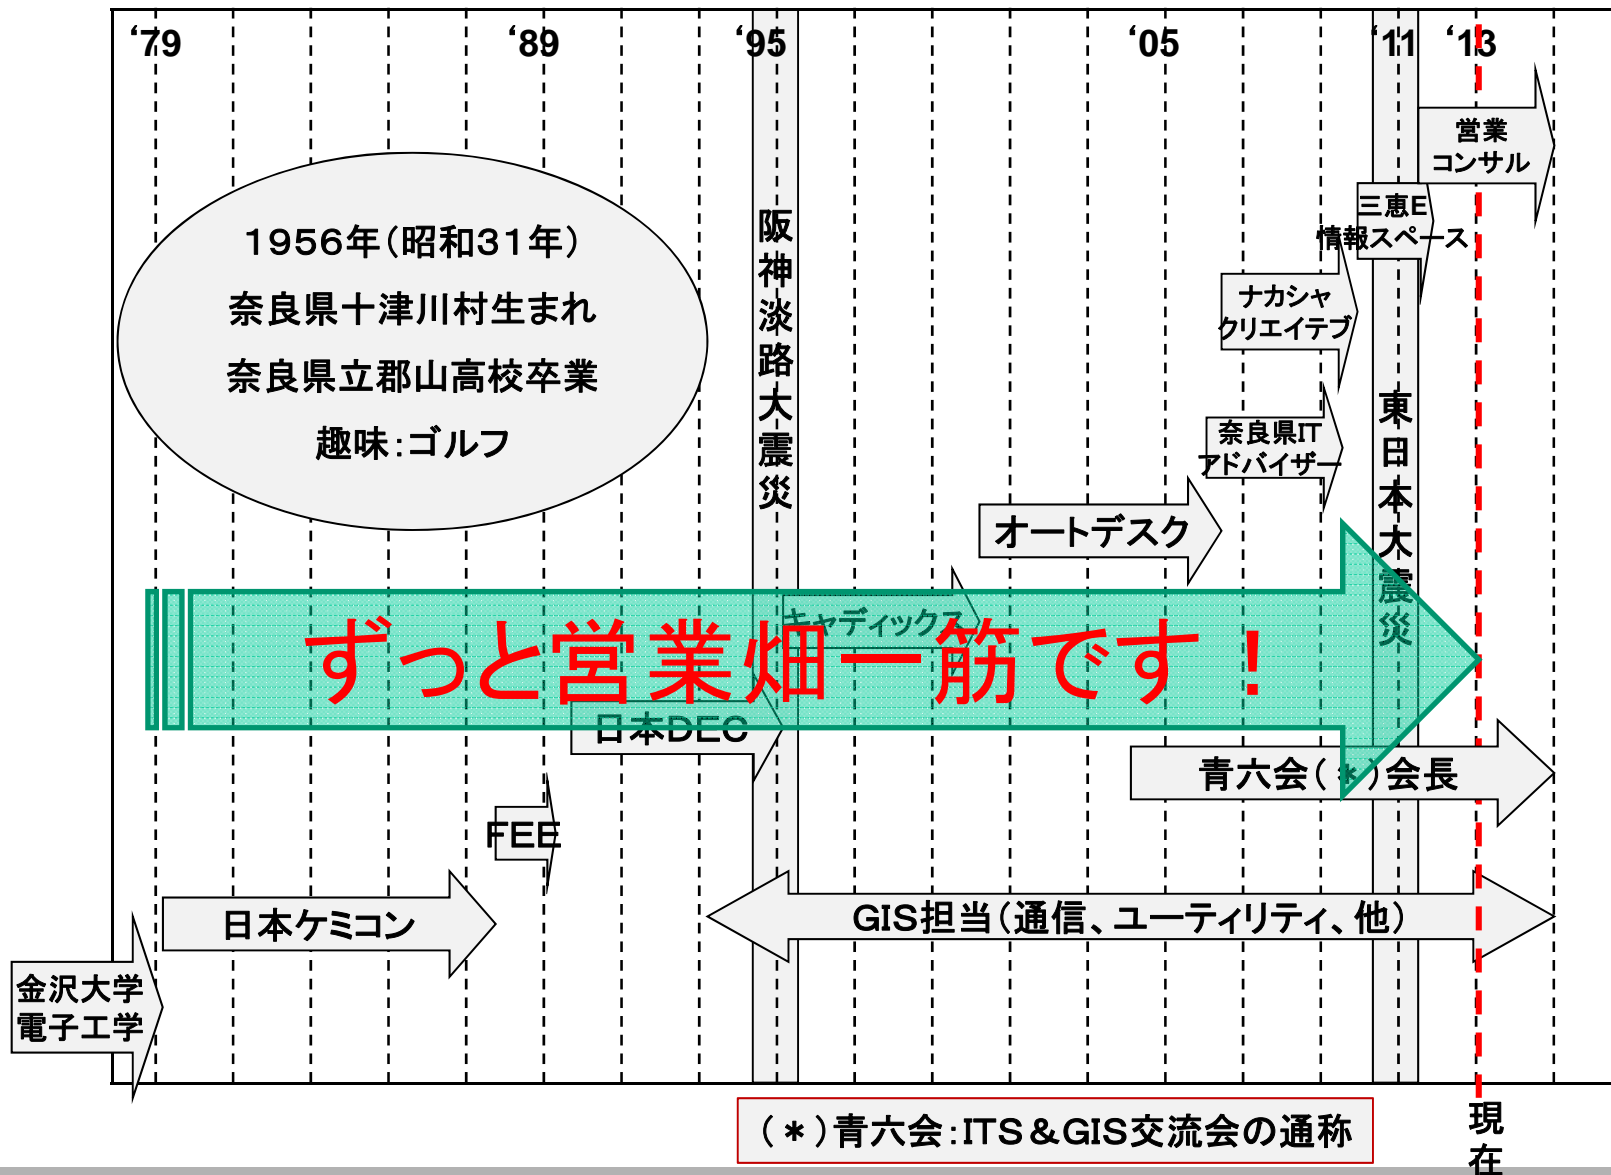 ‘79
‘89
‘95
‘05
‘11
‘13
営業
コンサル
三恵E
情報スペース
1956年(昭和31年)
奈良県十津川村生まれ
奈良県立郡山高校卒業
趣味:ゴルフ
阪神淡路大震災
ナカシャ
クリエイテブ
東日本大震災
奈良県IT
アドバイザー
オートデスク
キャディックス
ずっと営業畑一筋です!
日本DEC
青六会(*)会長
FEE
日本ケミコン
GIS担当(通信、ユーティリティ、他)
金沢大学
電子工学
(*)青六会:ITS&GIS交流会の通称
現在